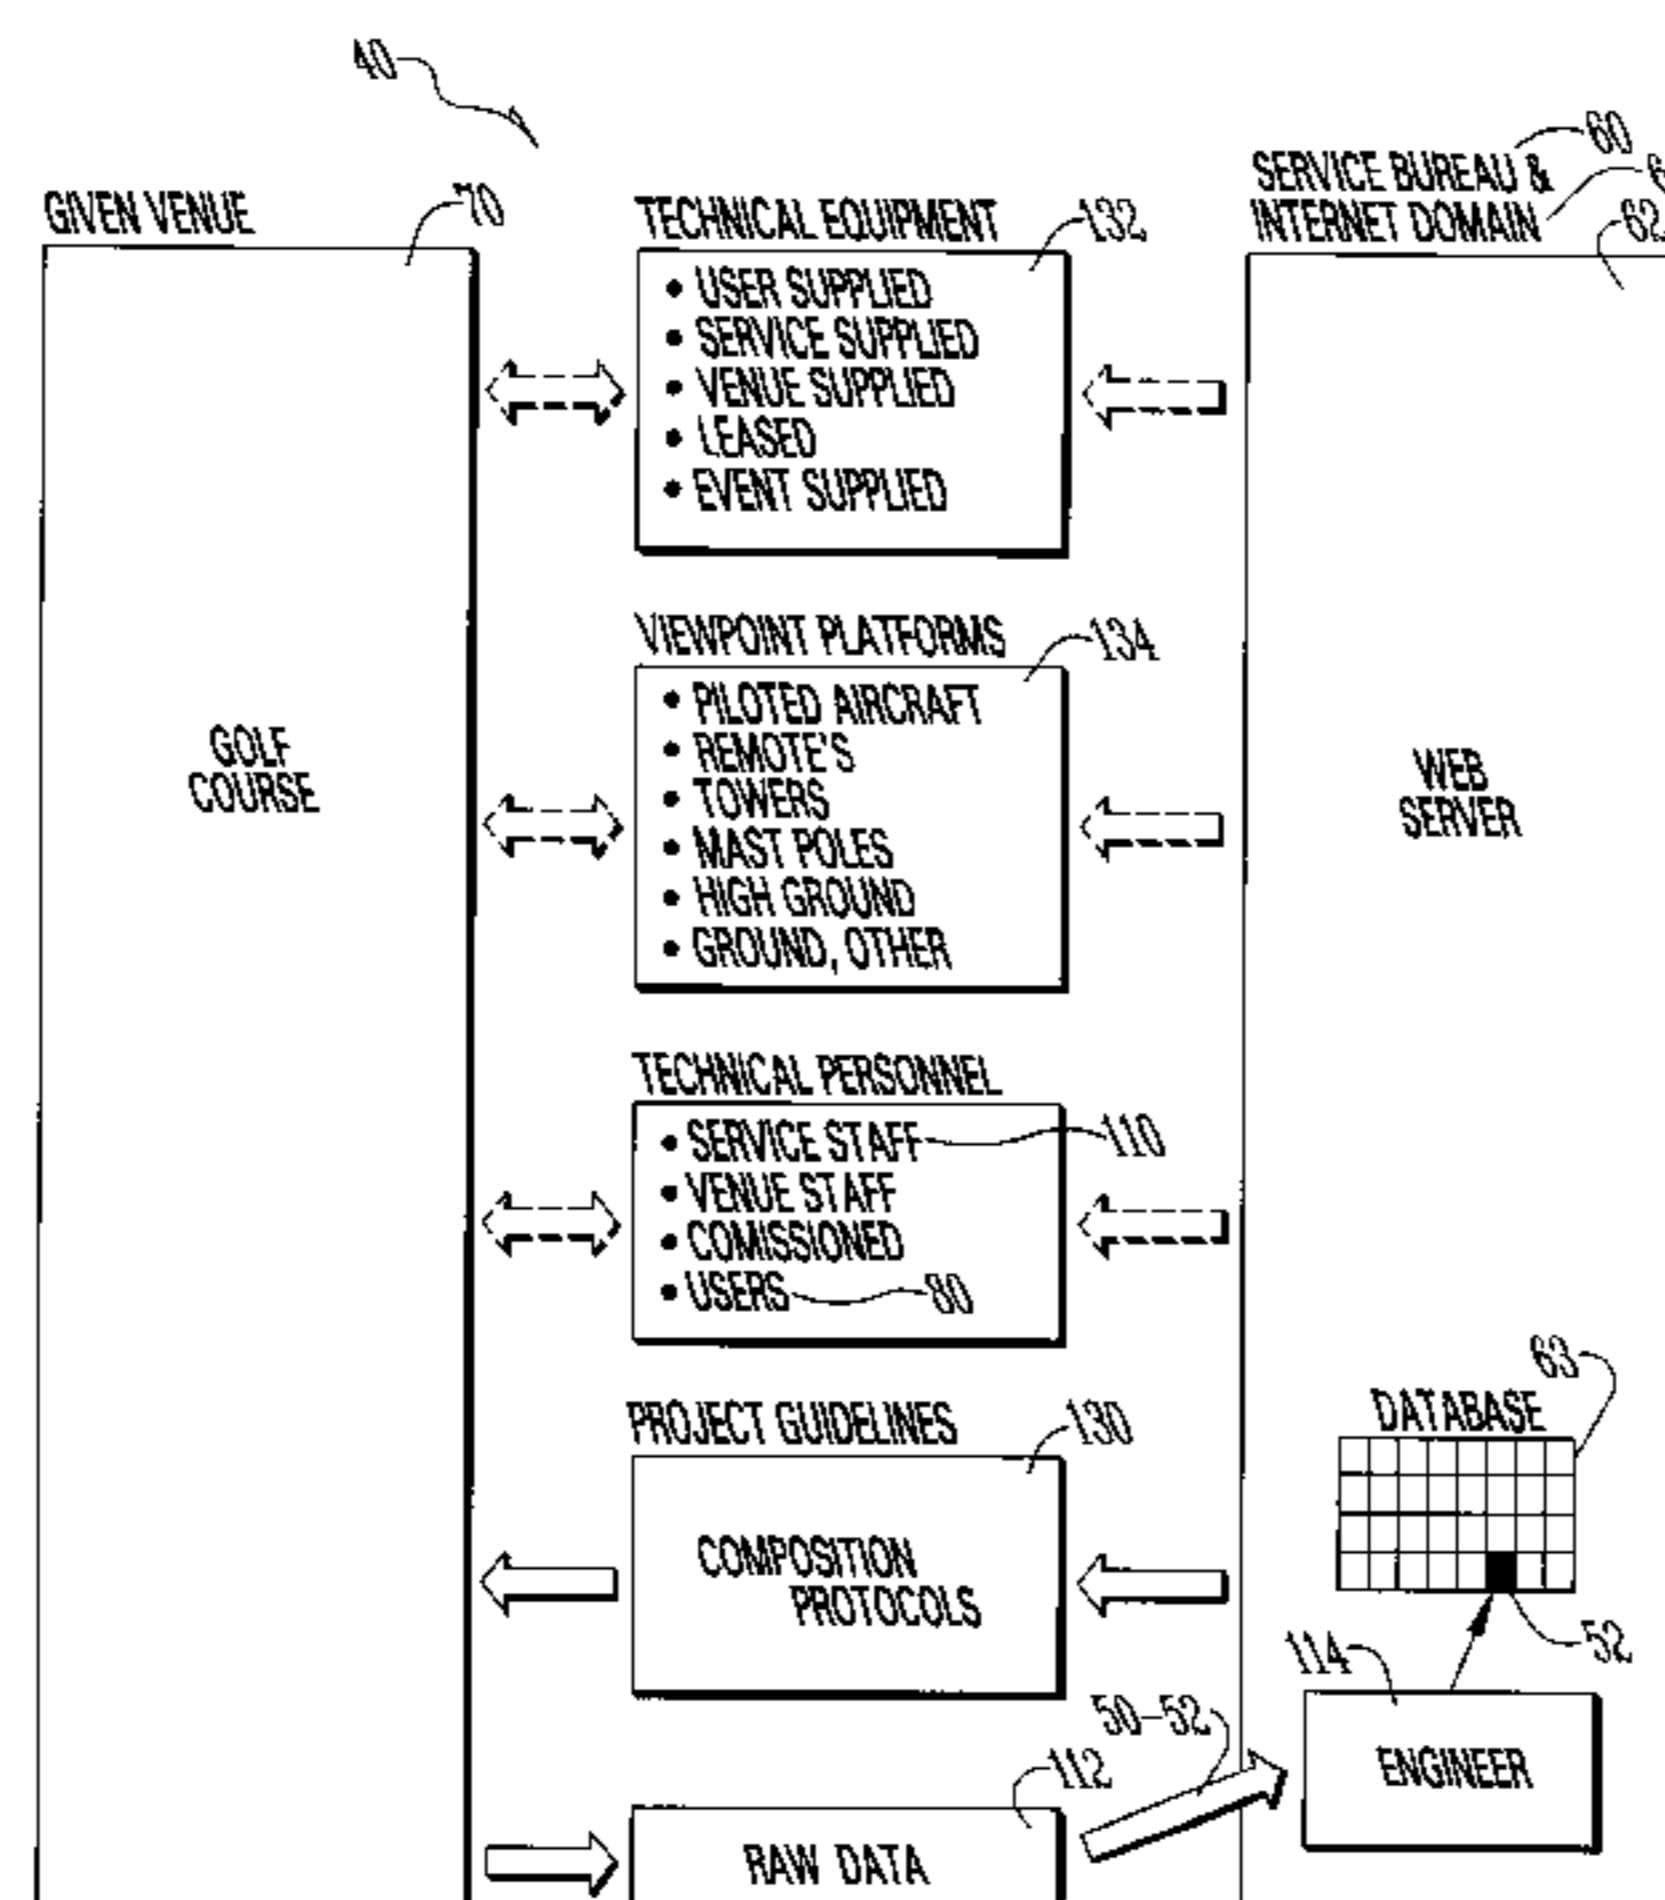 40
GIVEN VENUE
70
GOLF
COURSE
TECHNICAL EQUIPMENT
132
• USER SUPPLIED
• SERVICE SUPPLIED
• VENUE SUPPLIED
• LEASED
• EVENT SUPPLIED
VIEWPOINT PLATFORMS
134
• PILOTED AIRCRAFT
• REMOTE'S
• TOWERS
• MAST POLES
• HIGH GROUND
• GROUND, OTHER
TECHNICAL PERSONNEL
• SERVICE STAFF 110
• VENUE STAFF
• COMISSIONED
• USERS 80
PROJECT GUIDELINES
130
COMPOSITION
PROTOCOLS
112
RAW DATA
50-52
60
SERVICE BUREAU &
INTERNET DOMAIN
62
WEB
SERVER
63
DATABASE
52
114
ENGINEER